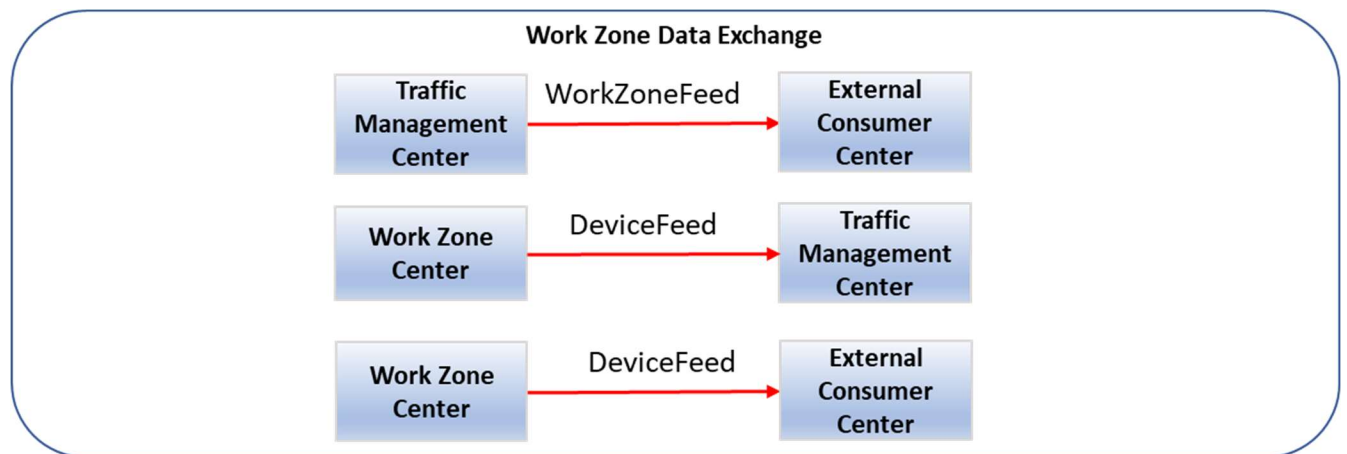 Work Zone Data Exchange
Traffic
Management
Center
WorkZoneFeed
External
Consumer
Center
Work Zone
Center
DeviceFeed
Traffic
Management
Center
Work Zone
Center
DeviceFeed
External
Consumer
Center